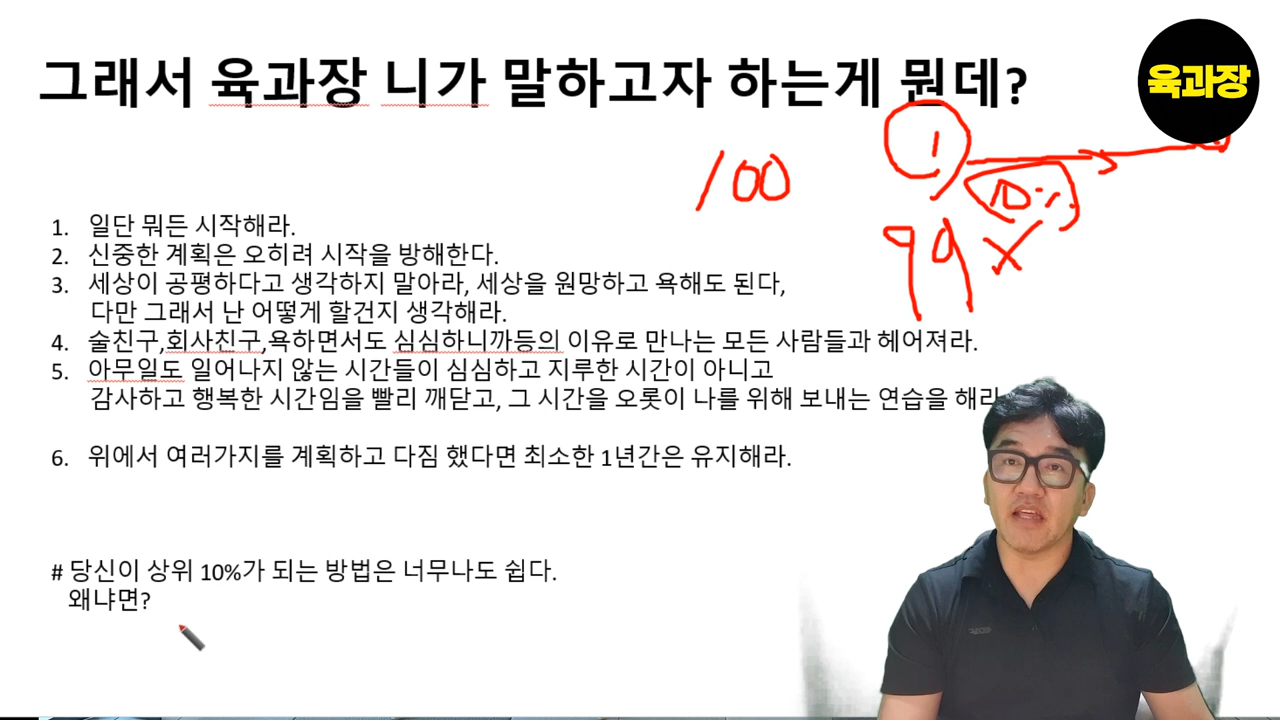 그래서 육과장 니가 말하고자 하는게 뭔데?
육과장
100
1
10%
99 X
1. 일단 뭐든 시작해라.
2. 신중한 계획은 오히려 시작을 방해한다.
3. 세상이 공평하다고 생각하지 말아라, 세상을 원망하고 욕해도 된다,
다만 그래서 난 어떻게 할건지 생각해라.
4. 술친구,회사친구,욕하면서도 심심하니까등의 이유로 만나는 모든 사람들과 헤어져라.
5. 아무일도 일어나지 않는 시간들이 심심하고 지루한 시간이 아니고
감사하고 행복한 시간임을 빨리 깨닫고, 그 시간을 오롯이 나를 위해 보내는 연습을 해라
6. 위에서 여러가지를 계획하고 다짐 했다면 최소한 1년간은 유지해라.
# 당신이 상위 10%가 되는 방법은 너무나도 쉽다.
왜냐면?